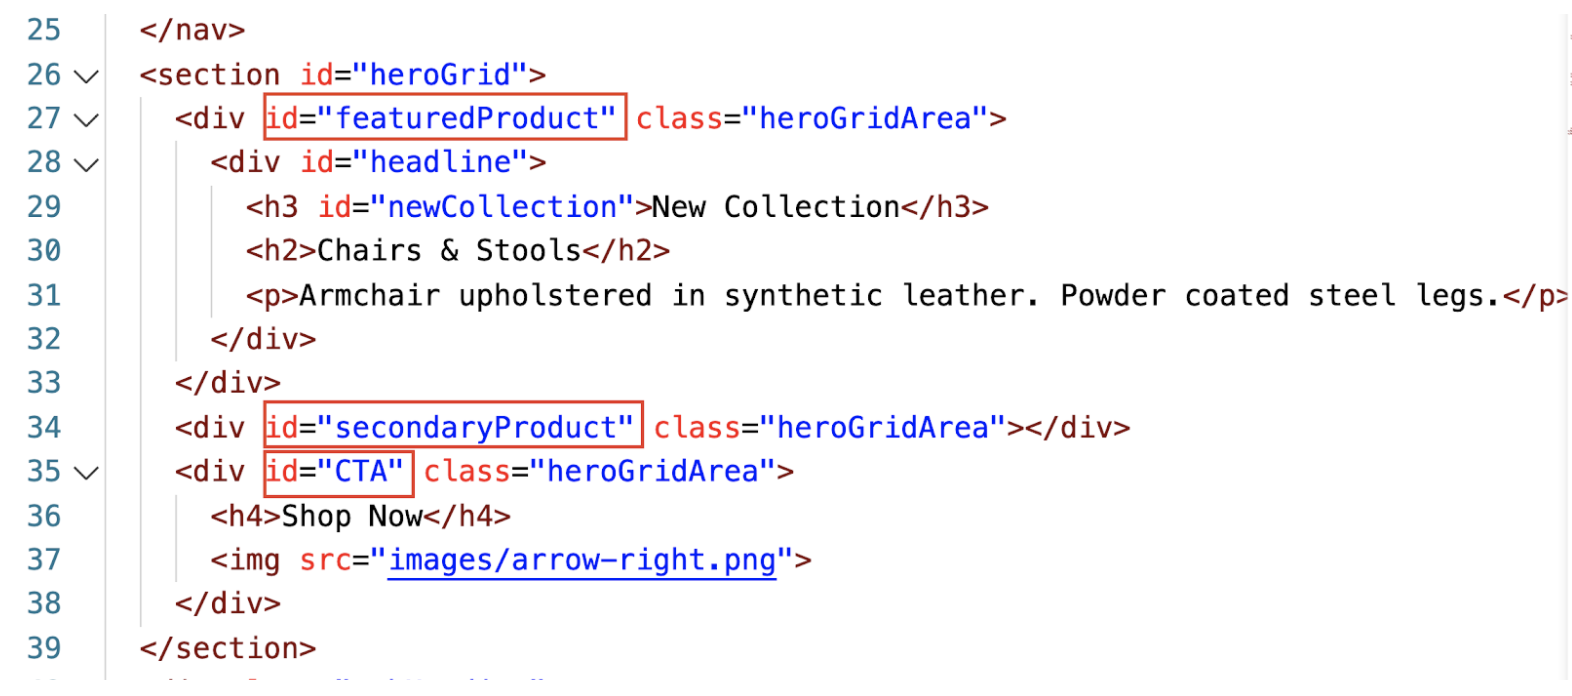 25 </nav>
26 <section id="heroGrid">
27 <div id="featuredProduct" class="heroGridArea">
28 <div id="headline">
29 <h3 id="newCollection">New Collection</h3>
30 <h2>Chairs & Stools</h2>
31 <p>Armchair upholstered in synthetic leather. Powder coated steel legs.</p>
32 </div>
33 </div>
34 <div id="secondaryProduct" class="heroGridArea"></div>
35 <div id="CTA" class="heroGridArea">
36 <h4>Shop Now</h4>
37 <img src="images/arrow-right.png">
38 </div>
39 </section>